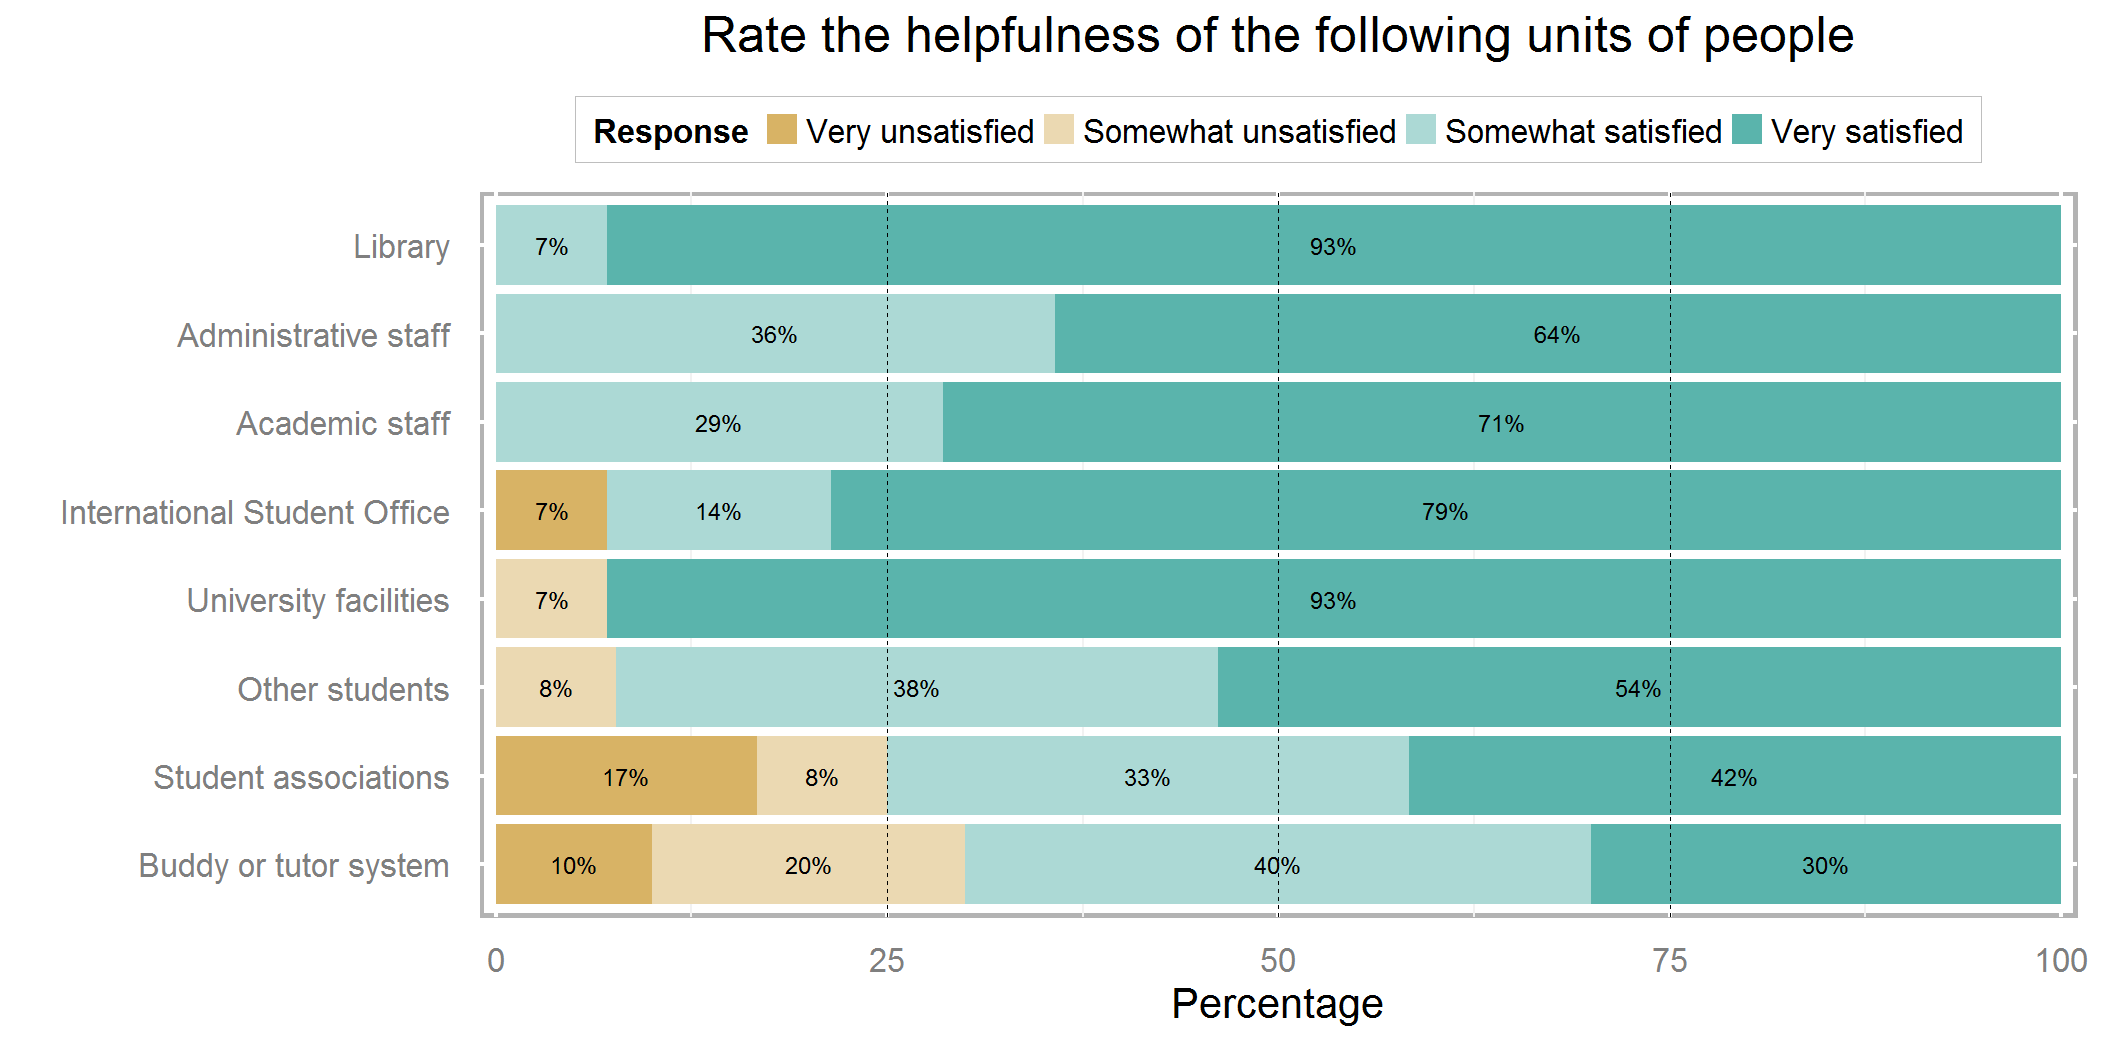 Rate the helpfulness of the following units of people
Response Very unsatisfied Somewhat unsatisfied Somewhat satisfied Very satisfied
Library 7% 93%
Administrative staff 36% 64%
Academic staff 29% 71%
International Student Office 7% 14% 79%
University facilities 7% 93%
Other students 8% 38% 54%
Student associations 17% 8% 33% 42%
Buddy or tutor system 10% 20% 40% 30%
0 25 50 75 100
Percentage